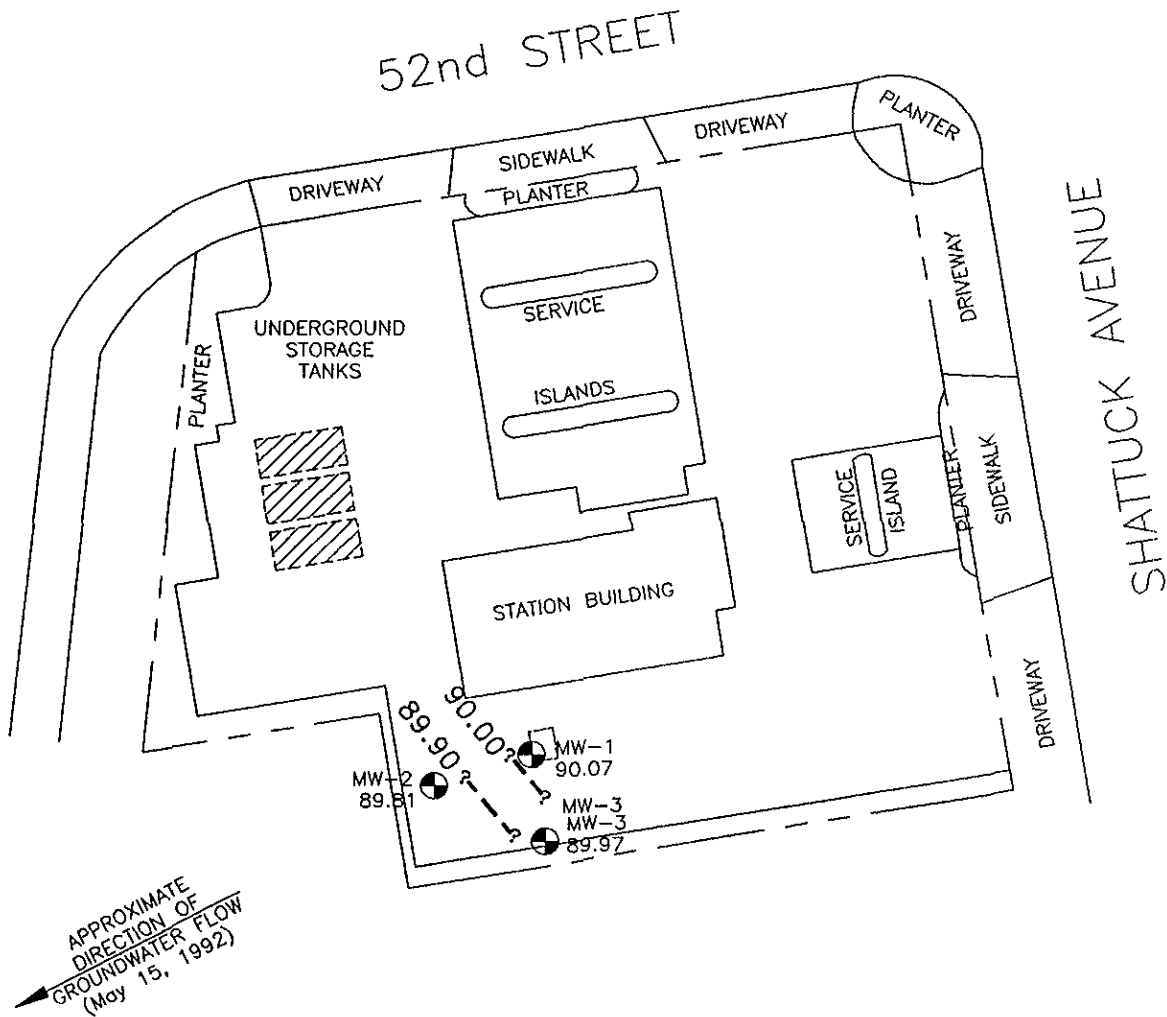 52nd STREET
PLANTER
DRIVEWAY
SIDEWALK
DRIVEWAY
PLANTER
SHATTUCK AVENUE
DRIVEWAY
SERVICE
UNDERGROUND
STORAGE
TANKS
PLANTER
ISLANDS
PLANTER
SIDEWALK
SERVICE
ISLAND
STATION BUILDING
DRIVEWAY
90.00?
89.90?
?
?
MW-1
90.07
MW-2
89.81
MW-3
MW-3
89.97
APPROXIMATE
DIRECTION OF
GROUNDWATER FLOW
(May 15, 1992)